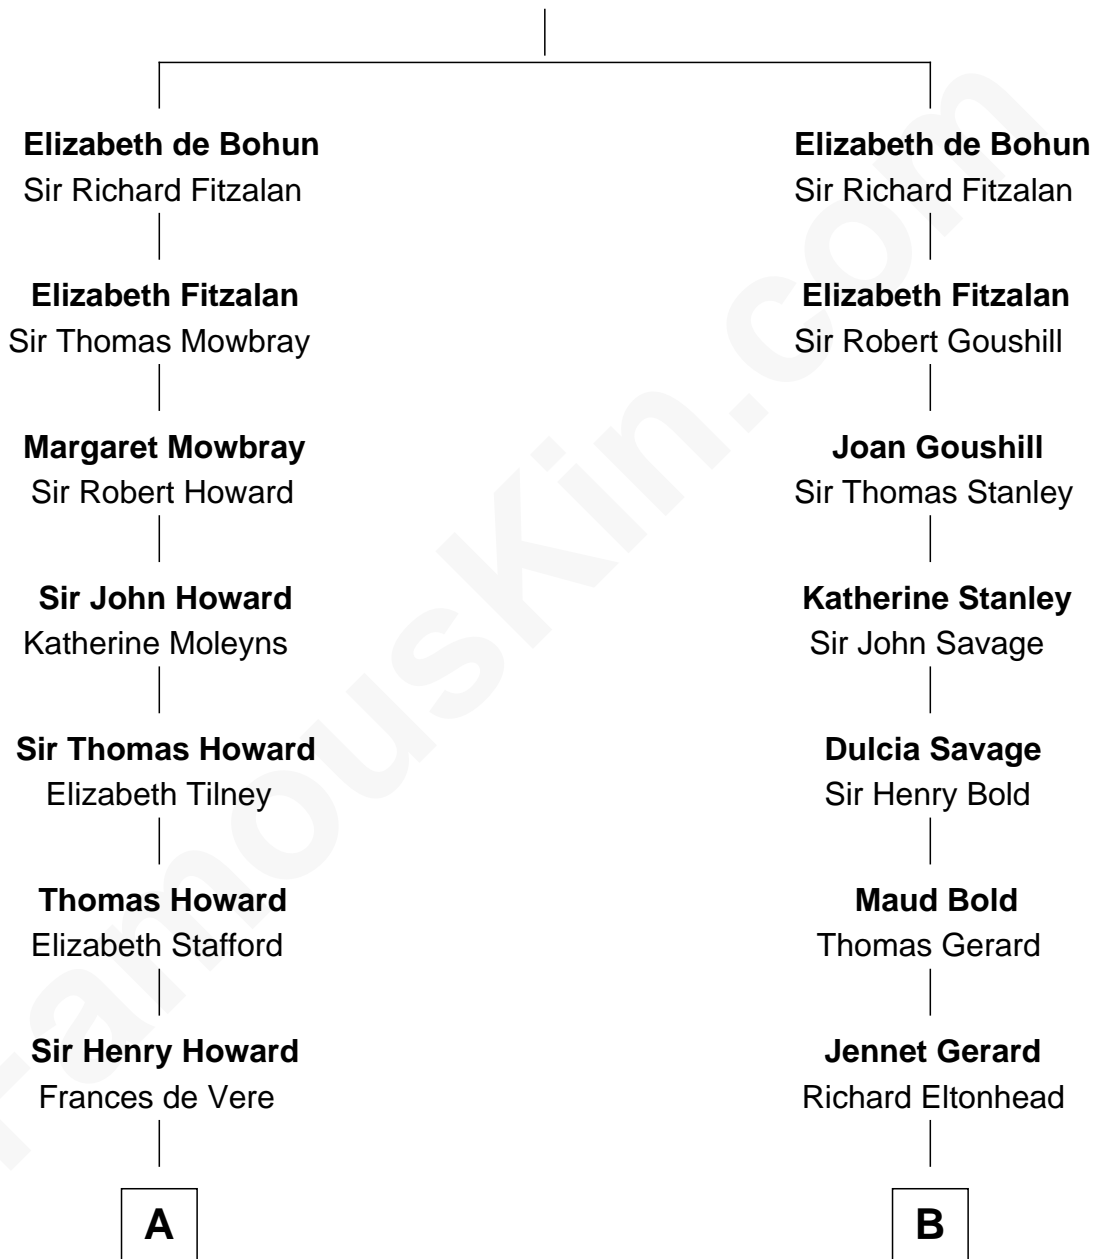 Elizabeth de Bohun
Sir Richard Fitzalan
Elizabeth Fitzalan
Sir Thomas Mowbray
Margaret Mowbray
Sir Robert Howard
Sir John Howard
Katherine Moleyns
Sir Thomas Howard
Elizabeth Tilney
Thomas Howard
Elizabeth Stafford
Sir Henry Howard
Frances de Vere
A
Elizabeth de Bohun
Sir Richard Fitzalan
Elizabeth Fitzalan
Sir Robert Goushill
Joan Goushill
Sir Thomas Stanley
Katherine Stanley
Sir John Savage
Dulcia Savage
Sir Henry Bold
Maud Bold
Thomas Gerard
Jennet Gerard
Richard Eltonhead
B
FamousKin.com